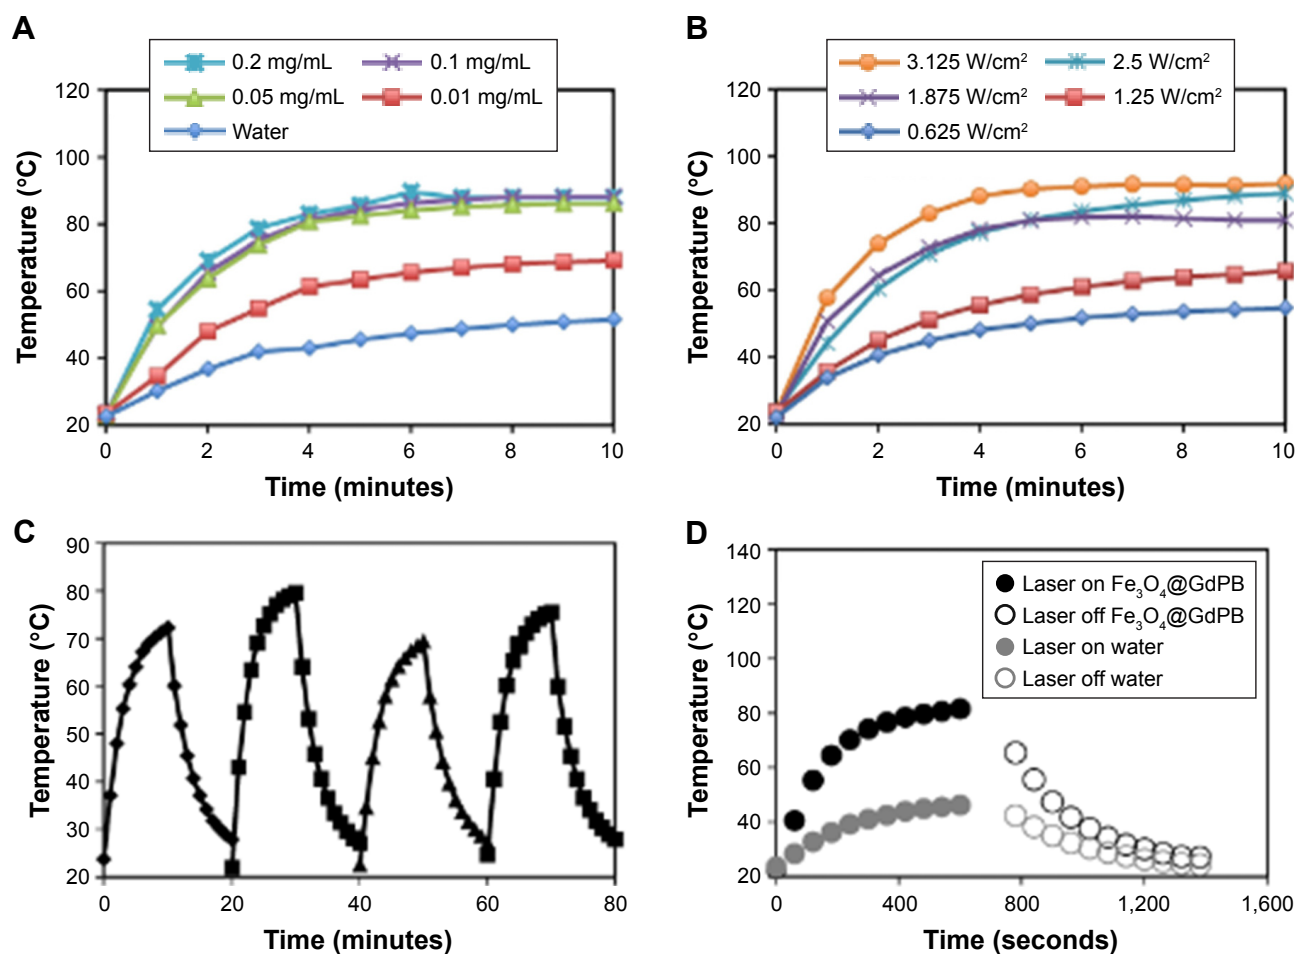 A
0.2 mg/mL
0.1 mg/mL
0.05 mg/mL
0.01 mg/mL
Water
120
100
80
60
40
20
0
2
4
6
8
10
Temperature (°C)
Time (minutes)
B
3.125 W/cm²
2.5 W/cm²
1.875 W/cm²
1.25 W/cm²
0.625 W/cm²
120
100
80
60
40
20
0
2
4
6
8
10
Temperature (°C)
Time (minutes)
C
90
80
70
60
50
40
30
20
0
20
40
60
80
Temperature (°C)
Time (minutes)
D
Laser on Fe₃O₄@GdPB
Laser off Fe₃O₄@GdPB
Laser on water
Laser off water
140
120
100
80
60
40
20
0
400
800
1,200
1,600
Temperature (°C)
Time (seconds)